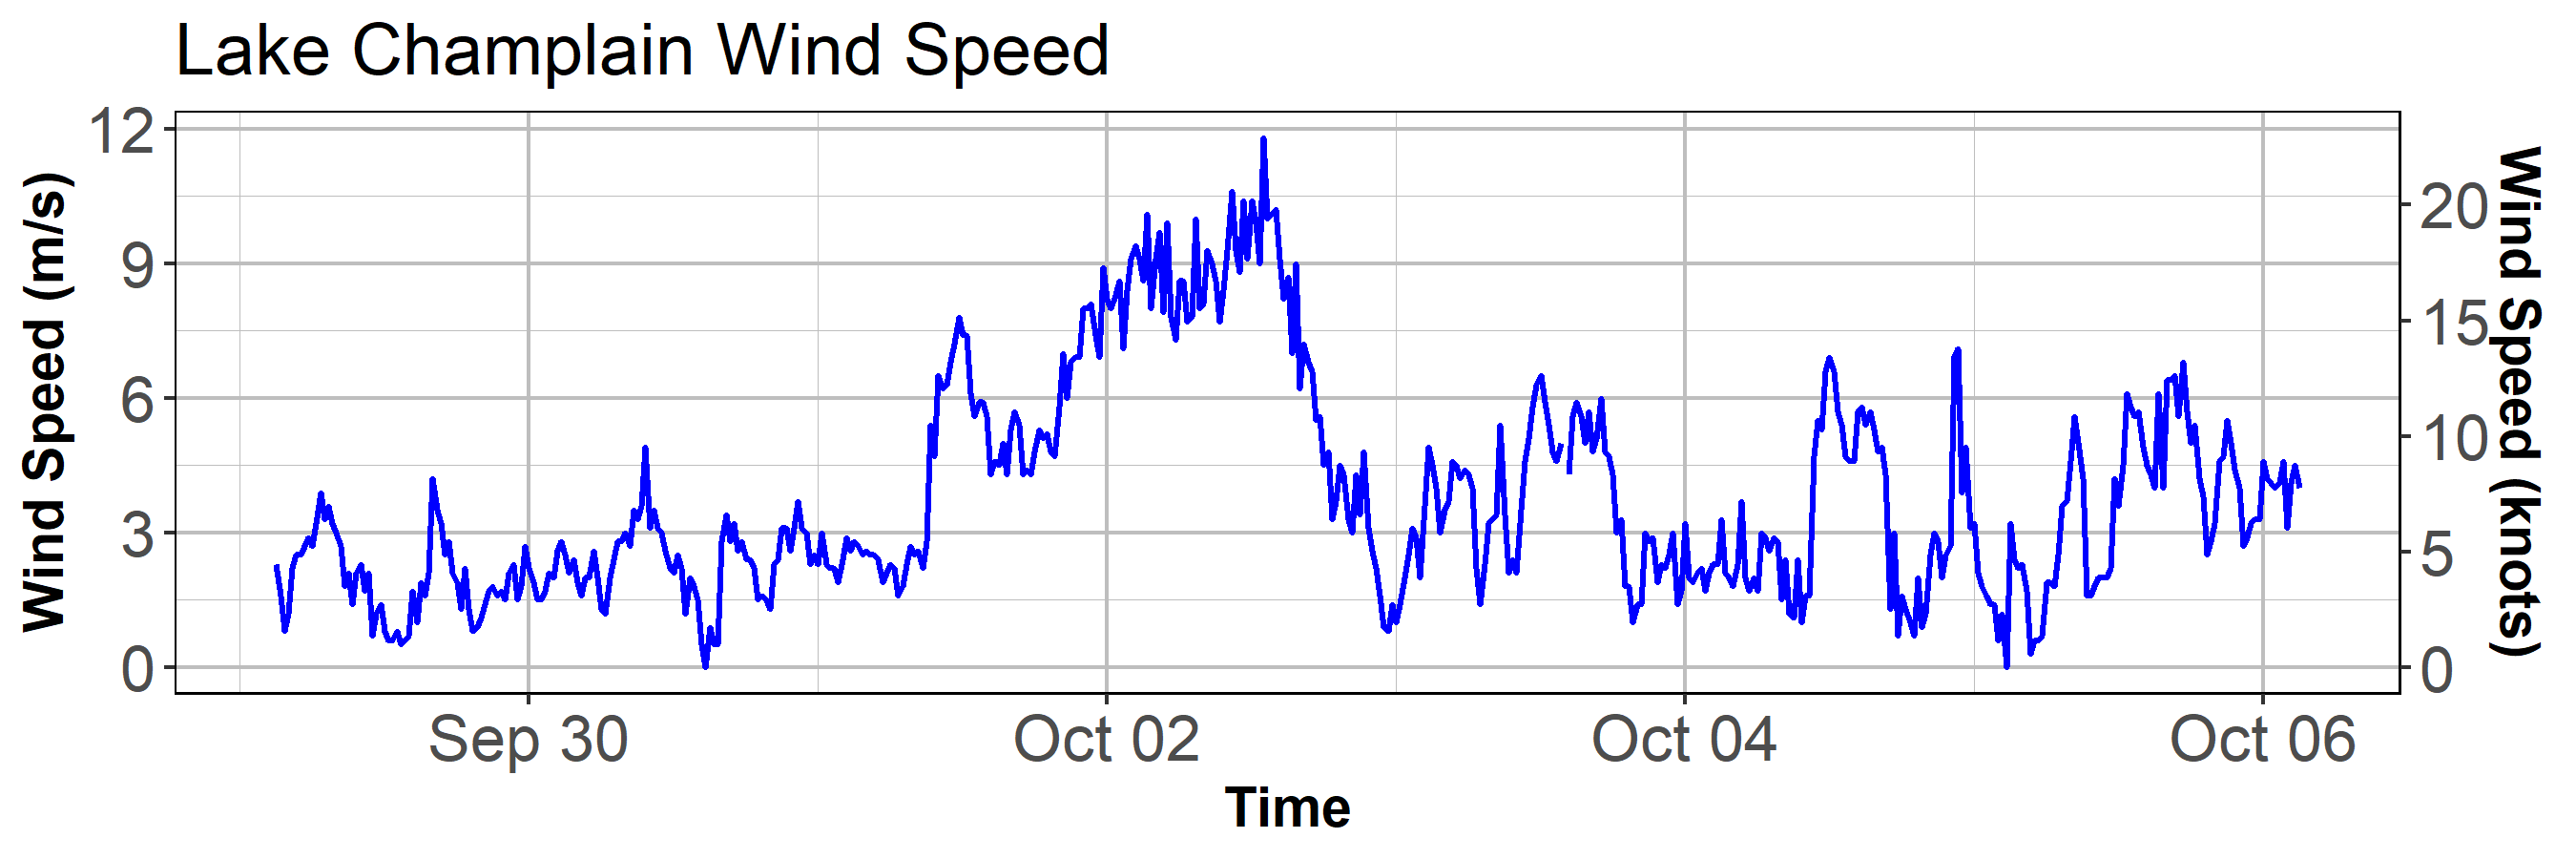 Lake Champlain Wind Speed
Wind Speed (m/s)
12
9
6
3
0
20
15
10
5
0
Wind Speed (knots)
Sep 30
Oct 02
Oct 04
Oct 06
Time